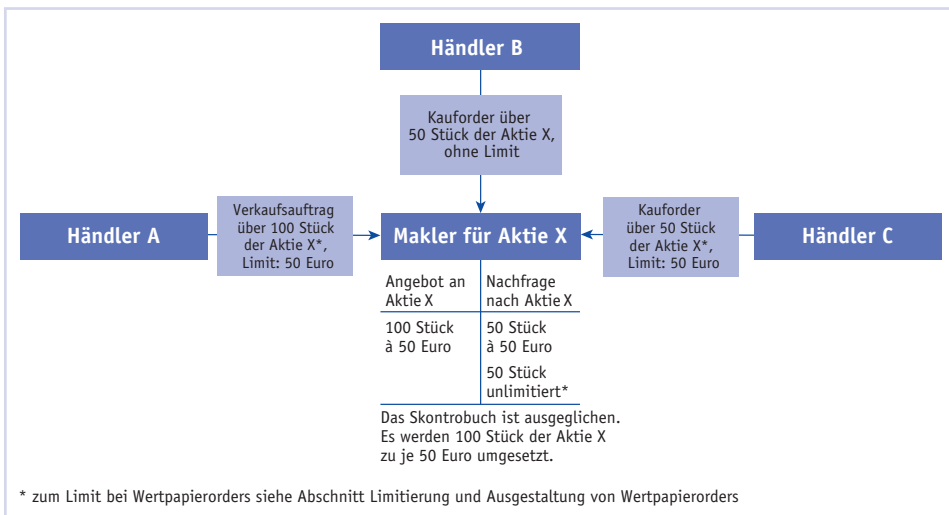 Händler B
Kauforder über
50 Stück der Aktie X,
ohne Limit
Händler A
Verkaufsauftrag
über 100 Stück
der Aktie X*,
Limit: 50 Euro
Makler für Aktie X
Kauforder
über 50 Stück
der Aktie X*,
Limit: 50 Euro
Händler C
Angebot an
Aktie X
Nachfrage
nach Aktie X
100 Stück
à 50 Euro
50 Stück
à 50 Euro
50 Stück
unlimitiert*
Das Skontrobuch ist ausgeglichen.
Es werden 100 Stück der Aktie X
zu je 50 Euro umgesetzt.
* zum Limit bei Wertpapierorders siehe Abschnitt Limitierung und Ausgestaltung von Wertpapierorders